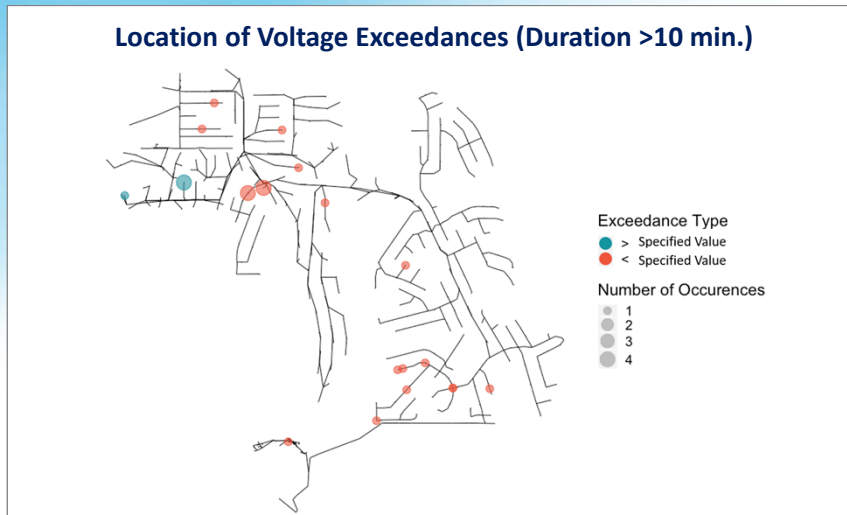 Location of Voltage Exceedances (Duration >10 min.)
Exceedance Type
> Specified Value
< Specified Value
Number of Occurences
1
2
3
4